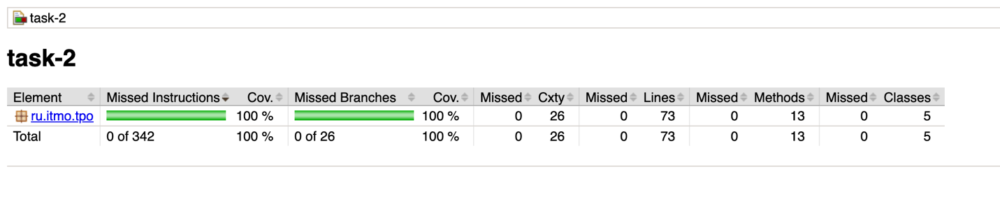 task-2
task-2
Element Missed Instructions Cov. Missed Branches Cov. Missed Cxty Missed Lines Missed Methods Missed Classes
ru.itmo.tpo 100 % 100 % 0 26 0 73 0 13 0 5
Total 0 of 342 100 % 0 of 26 100 % 0 26 0 73 0 13 0 5